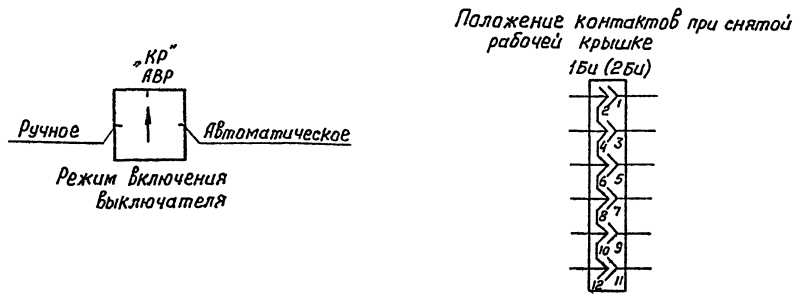 „КР"
АВР
Ручное
Автоматическое
Режим включения
выключателя
Положение контактов при снятой
рабочей крышке
1Би (2Би)
2 1
4 3
6 5
8 7
10 9
12 11